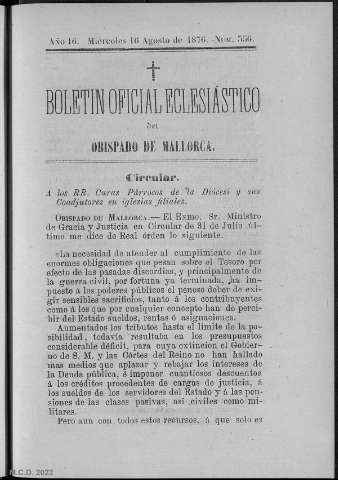 Año 16. Miércoles 16 Agosto de 1876. Núm. 556.
BOLETIN OFICIAL ECLESIÁSTICO
del
OBISPADO DE MALLORCA.
Circular.
A los RR. Curas Párrocos de la Diócesi y sus
Coadjutores en iglesias filiales.
OBISPADO DE MALLORCA.—El Exmo. Sr. Ministro
de Gracia y Justicia en Circular de 31 de Julio úl-
timo me dice de Real órden lo siguiente.
«La necesidad de atender al cumplimiento de las
enormes obligaciones que pesan sobre el Tesoro por
efecto de las pasadas discordias, y principalmente de
la guerra civil, por fortuna ya terminada, ha im-
puesto á los poderes públicos el penoso deber de exi-
gir sensibles sacrificios, tanto á los contribuyentes
como á los que por cualquier concepto han de perci-
bir del Estado sueldos, rentas ó asignaciones.
Aumentados los tributos hasta el límite de la po-
sibilidad, todavía resultaba en los presupuestos
considerable déficit, para cuya extincion el Gobier-
no de S. M. y las Córtes del Reino no han hallado
mas medios que aplazar y rebajar los intereses de
la Deuda pública, é imponer cuantiosos descuentos
á los créditos procedentes de cargas de justicia, á
los sueldos de los servidores del Estado y á las pen-
siones de las clases pasivas, asi civiles como mi-
litares.
Pero aun con todos estos recursos, á que solo es
M.C.D. 2022